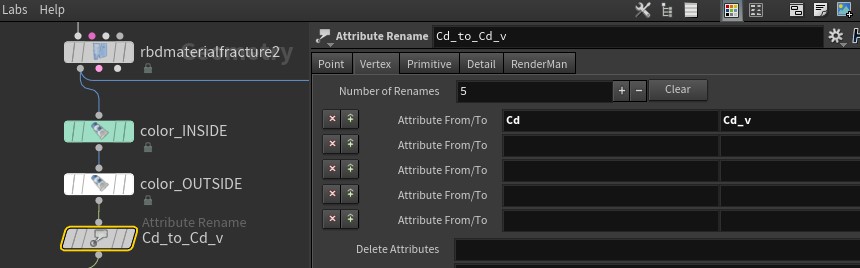 Labs Help
Geometry
rbdmaterialfracture2
color_INSIDE
color_OUTSIDE
Attribute Rename
Cd_to_Cd_v
Attribute Rename Cd_to_Cd_v
Point Vertex Primitive Detail RenderMan
Number of Renames 5 + − Clear
Attribute From/To Cd Cd_v
Attribute From/To
Attribute From/To
Attribute From/To
Attribute From/To
Delete Attributes